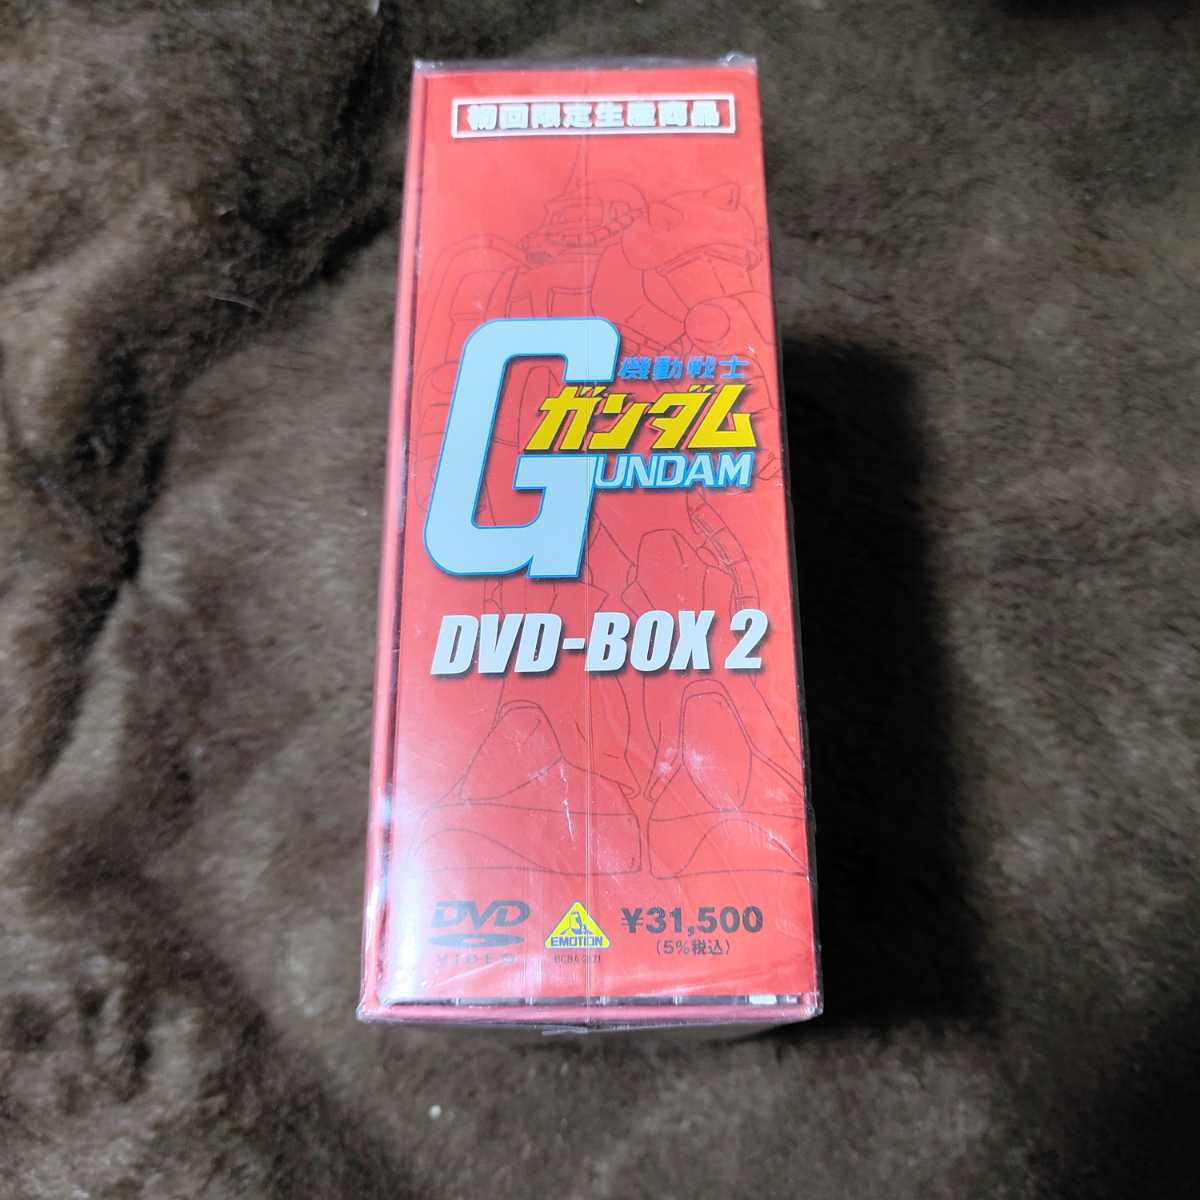 初回限定生産商品
機動戦士
ガンダム
GUNDAM
DVD-BOX 2
DVD
VIDEO
EMOTION
¥31,500
(5%税込)